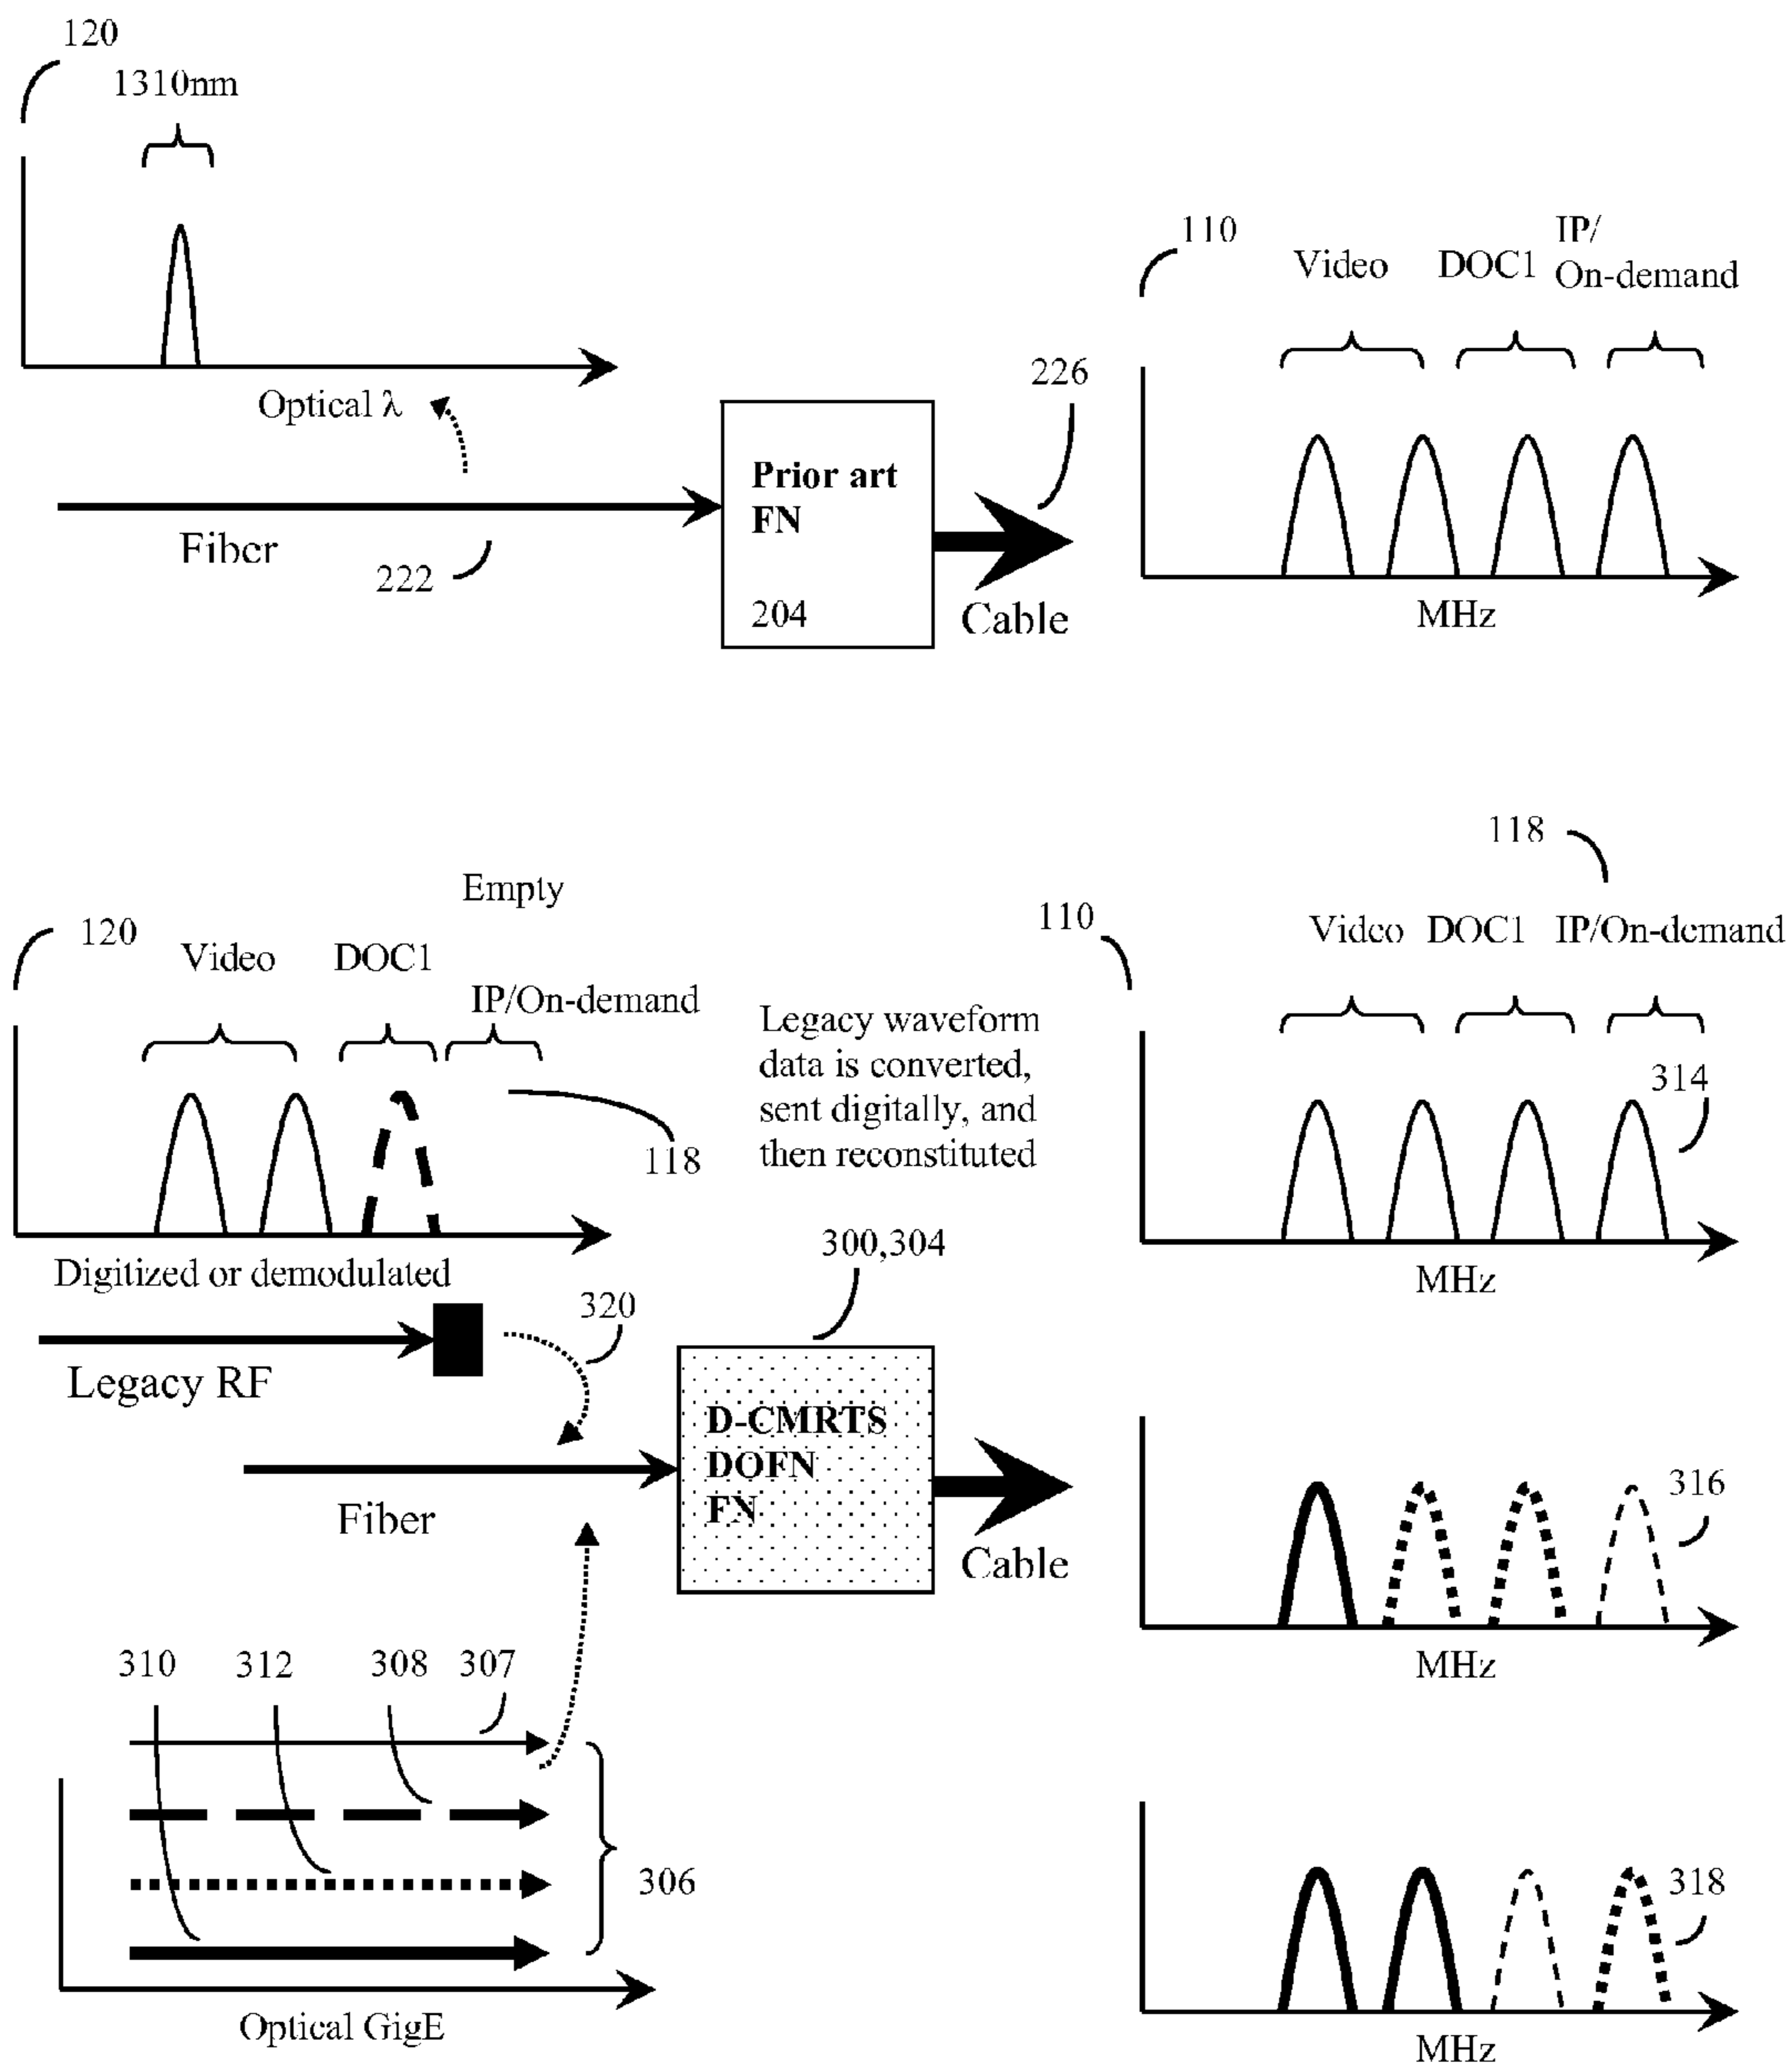 120
1310nm
Optical λ
Fiber
222
Prior art
FN
204
226
Cable
110
Video
DOC1
IP/
On-demand
MHz
120
Empty
Video
DOC1
IP/On-demand
118
Digitized or demodulated
Legacy RF
320
Legacy waveform
data is converted,
sent digitally, and
then reconstituted
300,304
D-CMRTS
DOFN
FN
Fiber
Cable
310
312
308
307
306
Optical GigE
118
110
Video
DOC1
IP/On-demand
314
MHz
316
MHz
318
MHz